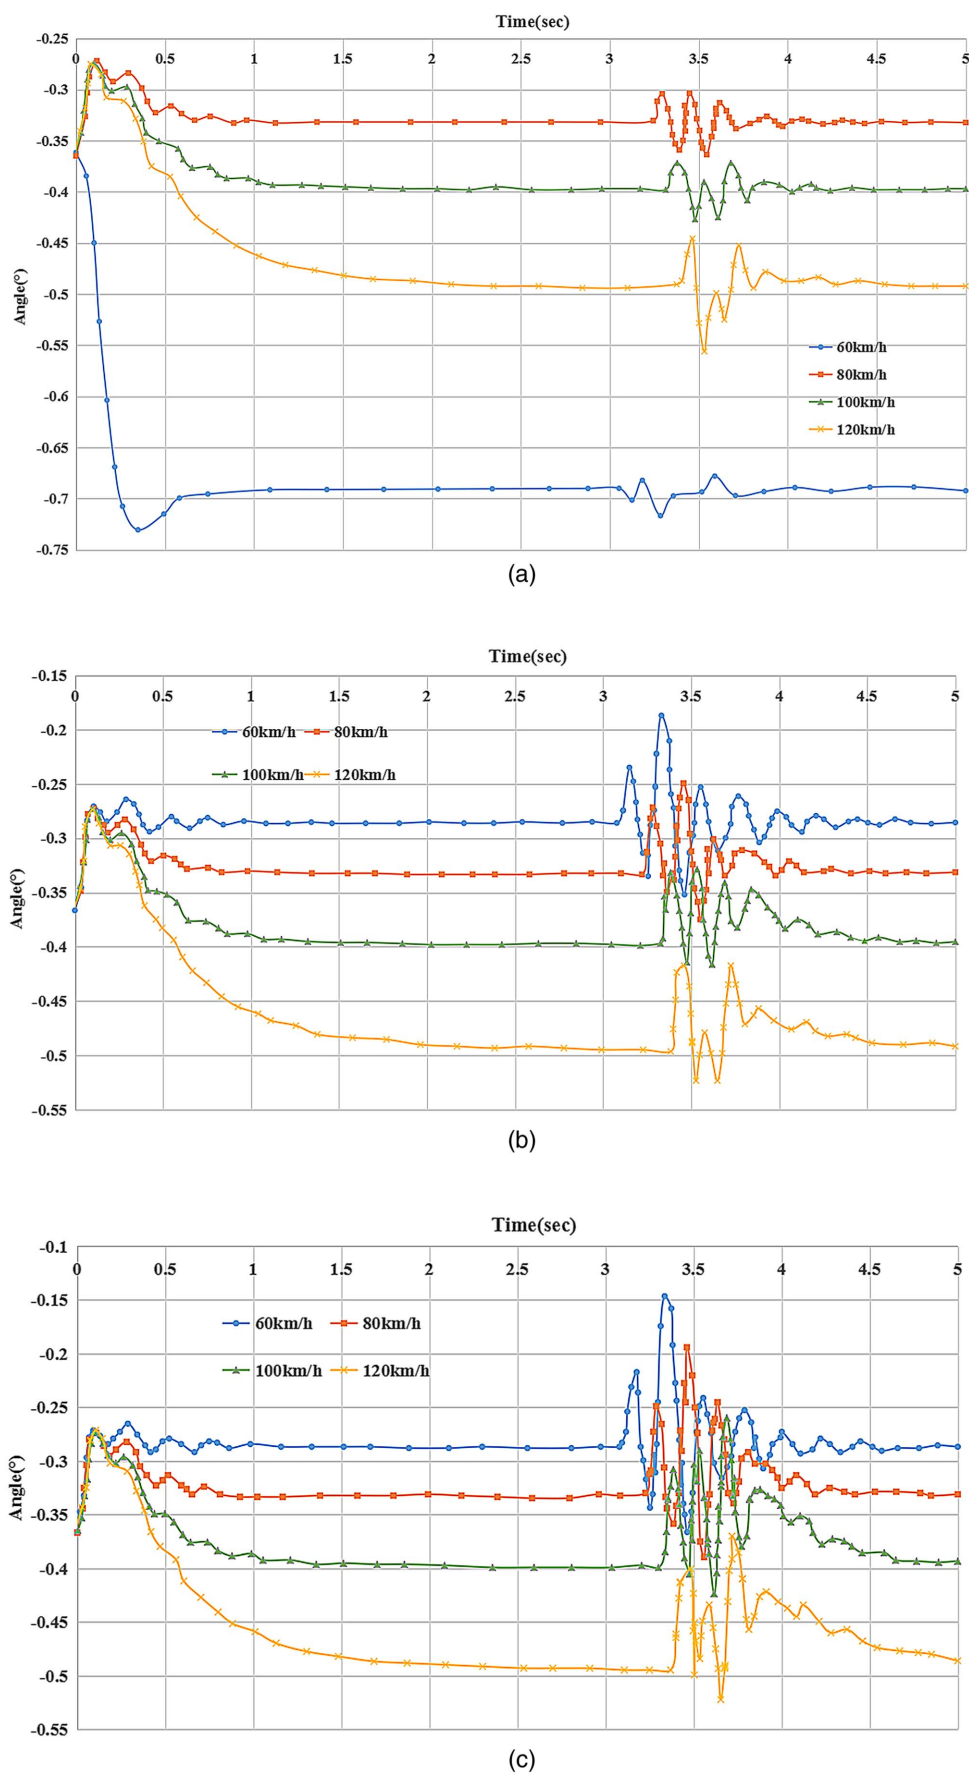 Time(sec)
-0.25
0 0.5 1 1.5 2 2.5 3 3.5 4 4.5 5
-0.3
-0.35
-0.4
-0.45
Angle(°)
-0.5
-0.55
60km/h
80km/h
-0.6
100km/h
120km/h
-0.65
-0.7
-0.75
(a)
Time(sec)
-0.15
0 0.5 1 1.5 2 2.5 3 3.5 4 4.5 5
-0.2
60km/h 80km/h
-0.25
100km/h 120km/h
-0.3
-0.35
Angle(°)
-0.4
-0.45
-0.5
-0.55
(b)
Time(sec)
-0.1
0 0.5 1 1.5 2 2.5 3 3.5 4 4.5 5
-0.15
60km/h 80km/h
-0.2
100km/h 120km/h
-0.25
-0.3
Angle(°)
-0.35
-0.4
-0.45
-0.5
-0.55
(c)